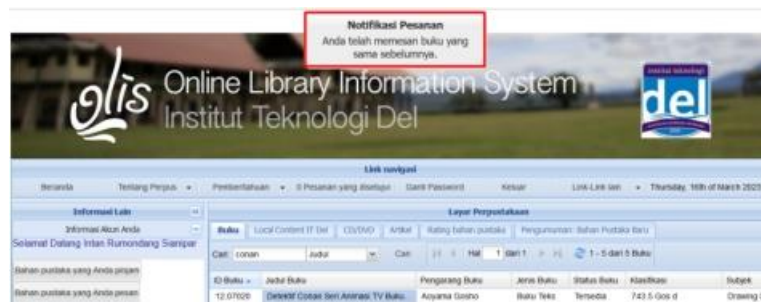 Notifikasi Pesanan
Anda telah memesan buku yang
sama sebelumnya.
olis Online Library Information System
Institut Teknologi Del
institut teknologi
del
Link navigasi
Beranda Tentang Perpus Pemberitahuan 0 Pesanan yang disetujui Ganti Password Keluar Link-Link lain Thursday, 16th of March 2023
Informasi Lain
Layar Perpustakaan
Informasi Akun Anda
Selamat Datang Intan Rumondang Sianipar
Buku Local Content IT Del CD/DVD Artikel Rating bahan pustaka Pengumuman: Bahan Pustaka Baru
Cari: conan Judul Cari Hal 1 dari 1 1 - 5 dari 5 Buku
Bahan pustaka yang Anda pinjam
ID Buku Judul Buku Pengarang Buku Jenis Buku Status Buku Klasifikasi Subjek
Bahan pustaka yang Anda pesan
12.07020 Detektif Conan Seri Animasi TV Buku Aoyama Gosho Buku Teks Tersedia 743.5 Gos d Drawing